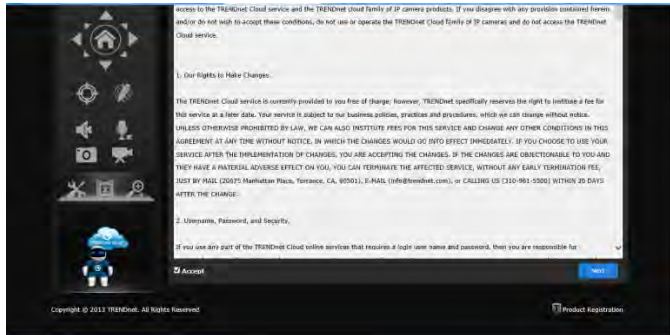 access to the TRENDnet Cloud service and the TRENDnet cloud family of IP camera products. If you disagree with any provision contained herein
and/or do not wish to accept these conditions, do not use or operate the TRENDnet Cloud family of IP cameras and do not access the TRENDnet
Cloud service.
1. Our Rights to Make Changes.
The TRENDnet Cloud service is currently provided to you free of charge; however, TRENDnet specifically reserves the right to institute a fee for
this service at a later date. Your service is subject to our business policies, practices and procedures, which we can change without notice.
UNLESS OTHERWISE PROHIBITED BY LAW, WE CAN ALSO INSTITUTE FEES FOR THIS SERVICE AND CHANGE ANY OTHER CONDITIONS IN THIS
AGREEMENT AT ANY TIME WITHOUT NOTICE, IN WHICH THE CHANGES WOULD GO INTO EFFECT IMMEDIATELY. IF YOU CHOOSE TO USE YOUR
SERVICE AFTER THE IMPLEMENTATION OF CHANGES, YOU ARE ACCEPTING THE CHANGES. IF THE CHANGES ARE OBJECTIONABLE TO YOU AND
THEY HAVE A MATERIAL ADVERSE EFFECT ON YOU, YOU CAN TERMINATE THE AFFECTED SERVICE, WITHOUT ANY EARLY TERMINATION FEE,
JUST BY MAIL (20675 Manhattan Place, Torrance, CA, 90501), E-MAIL (info@trendnet.com), or CALLING US (310-961-5500) WITHIN 20 DAYS
AFTER THE CHANGE.
2. Username, Password, and Security.
If you use any part of the TRENDnet Cloud online services that requires a login user name and password, then you are responsible for
Accept
Next
Copyright © 2013 TRENDnet. All Rights Reserved
Product Registration